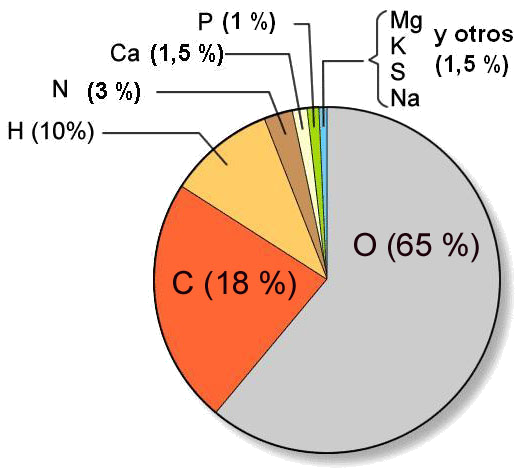 P (1 %)
Ca (1,5 %)
N (3 %)
H (10%)
Mg
K
S
Na
y otros
(1,5 %)
O (65 %)
C (18 %)